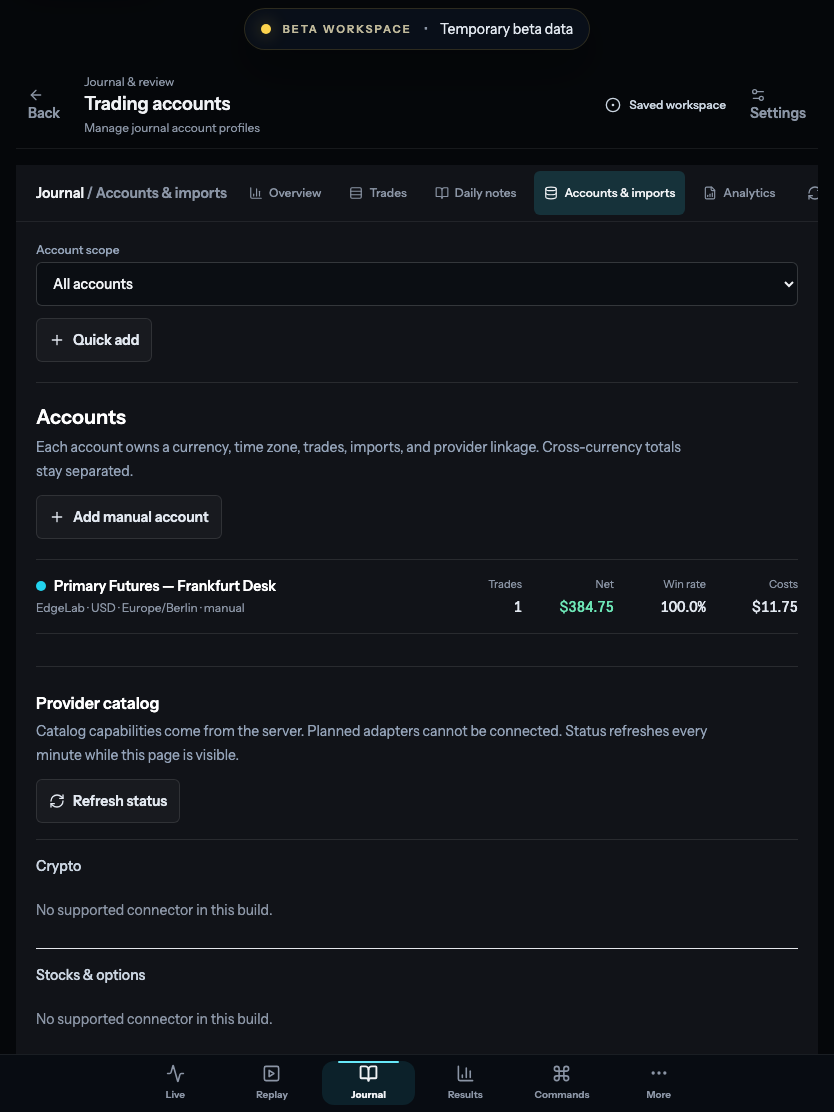 BETA WORKSPACE · Temporary beta data
Back
Journal & review
Trading accounts
Manage journal account profiles
Saved workspace
Settings
Journal / Accounts & imports
Overview
Trades
Daily notes
Accounts & imports
Analytics
Account scope
All accounts
Quick add
Accounts
Each account owns a currency, time zone, trades, imports, and provider linkage. Cross-currency totals
stay separated.
Add manual account
Primary Futures — Frankfurt Desk
EdgeLab · USD · Europe/Berlin · manual
Trades
1
Net
$384.75
Win rate
100.0%
Costs
$11.75
Provider catalog
Catalog capabilities come from the server. Planned adapters cannot be connected. Status refreshes every
minute while this page is visible.
Refresh status
Crypto
No supported connector in this build.
Stocks & options
No supported connector in this build.
Live
Replay
Journal
Results
Commands
More